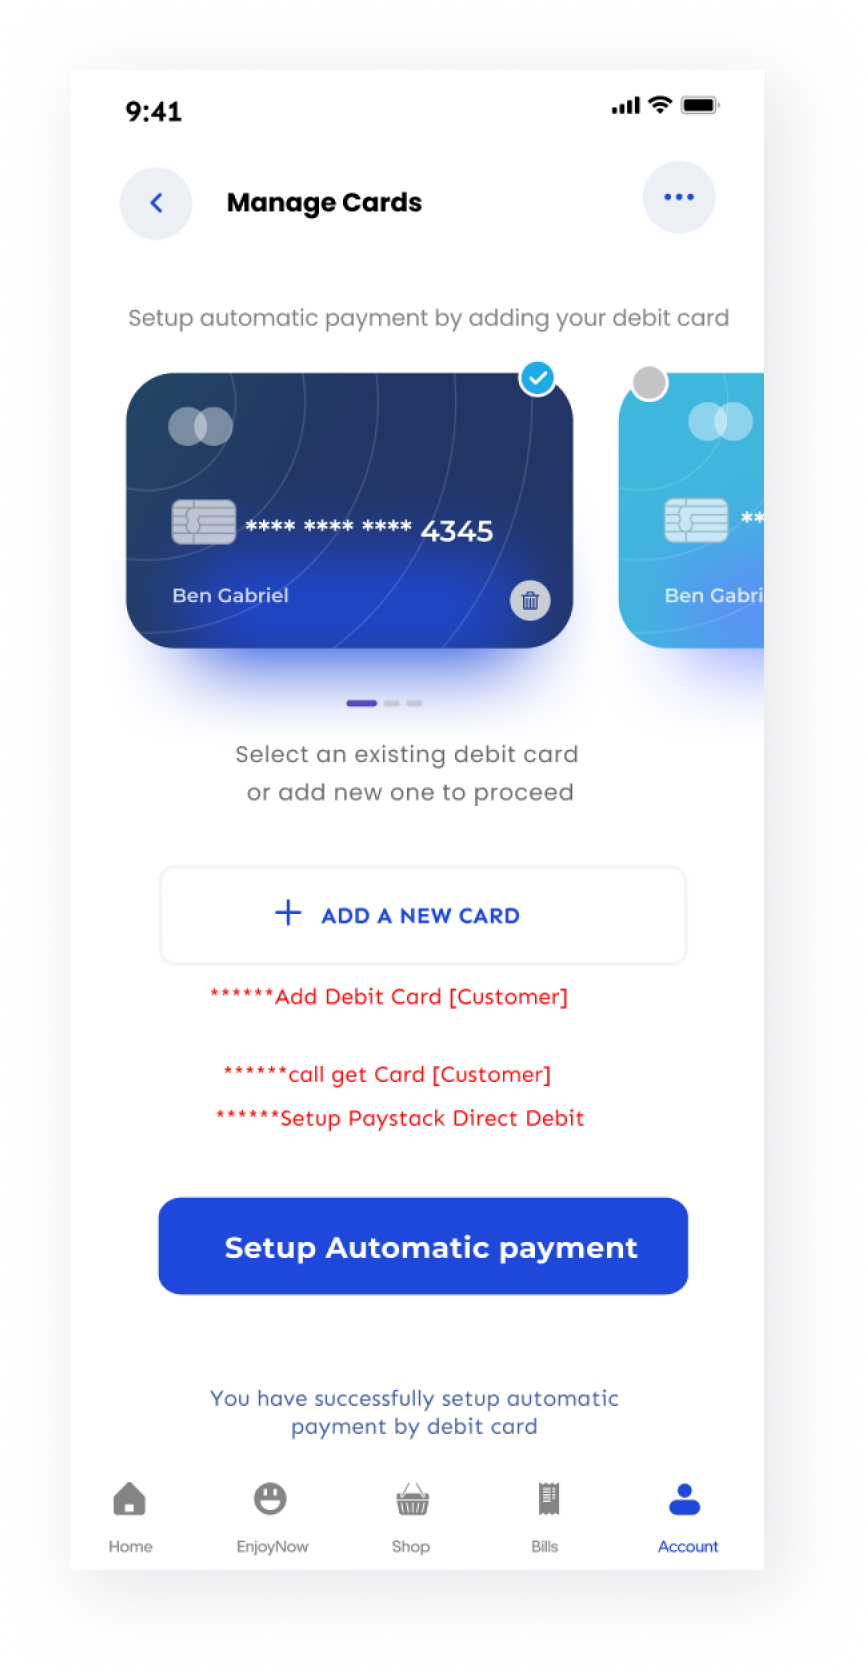 9:41
Manage Cards
Setup automatic payment by adding your debit card
**** **** **** 4345
**
Ben Gabriel
Ben Gabri
Select an existing debit card
or add new one to proceed
+ ADD A NEW CARD
******Add Debit Card [Customer]
******call get Card [Customer]
******Setup Paystack Direct Debit
Setup Automatic payment
You have successfully setup automatic
payment by debit card
Home
EnjoyNow
Shop
Bills
Account